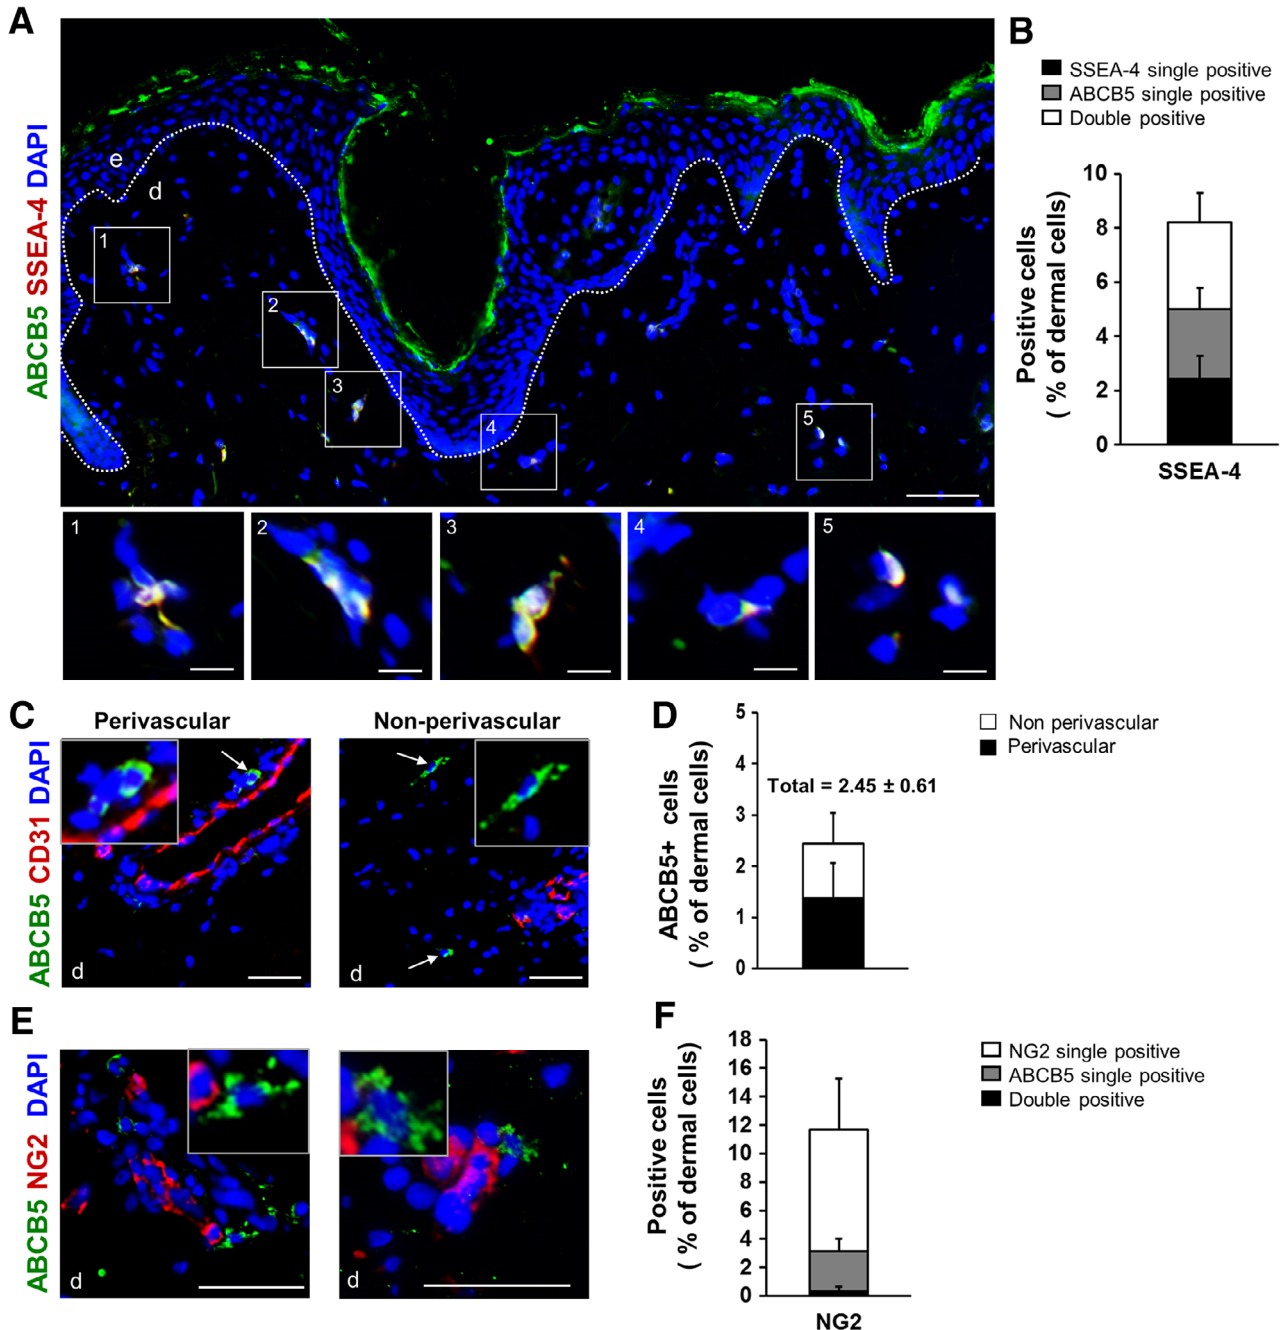 A
ABCB5 SSEA-4 DAPI
e
d
1
2
3
4
5
1
2
3
4
5
B
SSEA-4 single positive
ABCB5 single positive
Double positive
Positive cells
( % of dermal cells)
10
8
6
4
2
0
SSEA-4
C
Perivascular
Non-perivascular
ABCB5 CD31 DAPI
d
d
D
Non perivascular
Perivascular
ABCB5+ cells
( % of dermal cells)
5
4
3
2
1
0
Total = 2.45 ± 0.61
E
ABCB5 NG2 DAPI
d
d
F
NG2 single positive
ABCB5 single positive
Double positive
Positive cells
( % of dermal cells)
18
16
14
12
10
8
6
4
2
0
NG2